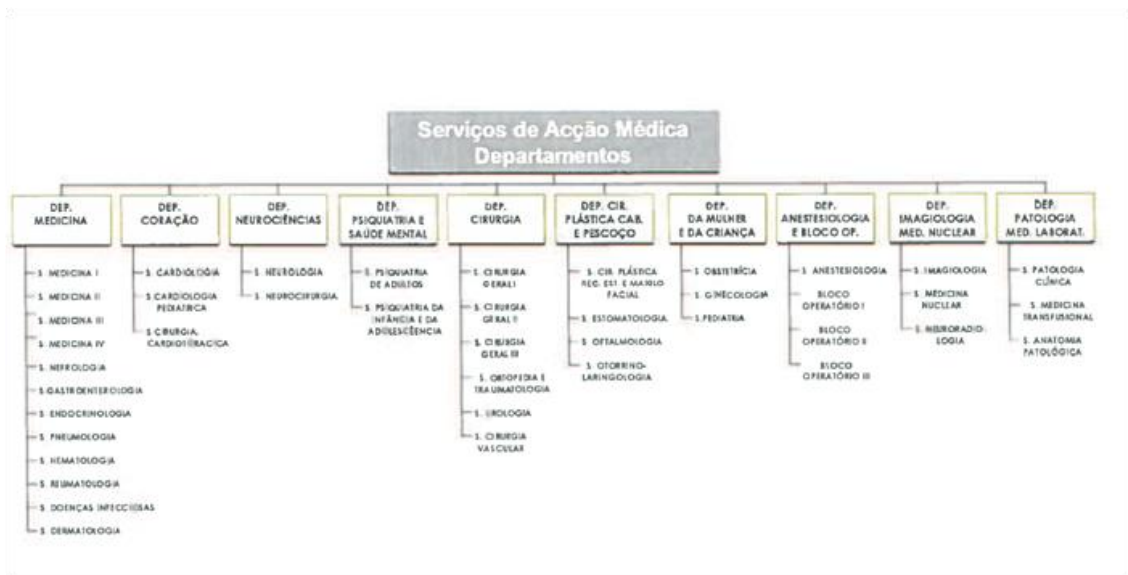 Serviços de Acção Médica
Departamentos
DEP.
MEDICINA
S MEDICINA I
S MEDICINA II
S MEDICINA III
S MEDICINA IV
S. NEFROLOGIA
S.GASTROENTEROLOGIA
S ENDOCRINOLOGIA
S PNEUMOLOGIA
S HEMATOLOGIA
S REUMATOLOGIA
S DOENÇAS INFECCIOSAS
S DERMATOLOGIA
DEP.
CORAÇÃO
S. CARDIOLOGIA
S.CARDIOLOGIA
PEDIATRICA
S CIRURGIA
CARDIOTÓRACICA
DEP.
NEUROCIÊNCIAS
S NEUROLOGIA
S NEUROCIRURGIA
DEP.
PSIQUIATRIA E
SAÚDE MENTAL
S. PSIQUIATRIA
DE ADULTOS
S. PSIQUIATRIA DA
INFÂNCIA E DA
ADOLESCÊENCIA
DEP.
CIRURGIA
S. CIRURGIA
GERAL I
S. CIRURGIA
GERAL II
S. CIRURGIA
GERAL III
S. ORTOPEDIA E
TRAUMATOLOGIA
S. UROLOGIA
S. CIRURGIA
VASCULAR
DEP. CIR.
PLÁSTICA CAB.
E PESCOÇO
S. CIR. PLÁSTICA
REC. EST. E MAXILO
FACIAL
S. ESTOMATOLOGIA
S. OFTALMOLOGIA
S OTORRINO-
LARINGOLOGIA
DEP.
DA MULHER
E DA CRIANÇA
S OBSTETRÍCIA
S. GINECOLOGIA
S.PEDIATRIA
DEP.
ANESTESIOLOGIA
E BLOCO OP.
S ANESTESIOLOGIA
BLOCO
OPERATÓRIO I
BLOCO
OPERATÓRIO II
BLOCO
OPERATÓRIO III
DEP.
IMAGIOLOGIA
MED. NUCLEAR
S.IMAGIOLOGIA
S. MEDICINA
NUCLEAR
S. NEURORADIO-
LOGIA
DEP.
PATOLOGIA
MED. LABORAT.
S. PATOLOGIA
CLÍNICA
S. MEDICINA
TRANSFUSIONAL
S. ANATOMIA
PATOLÓGICA